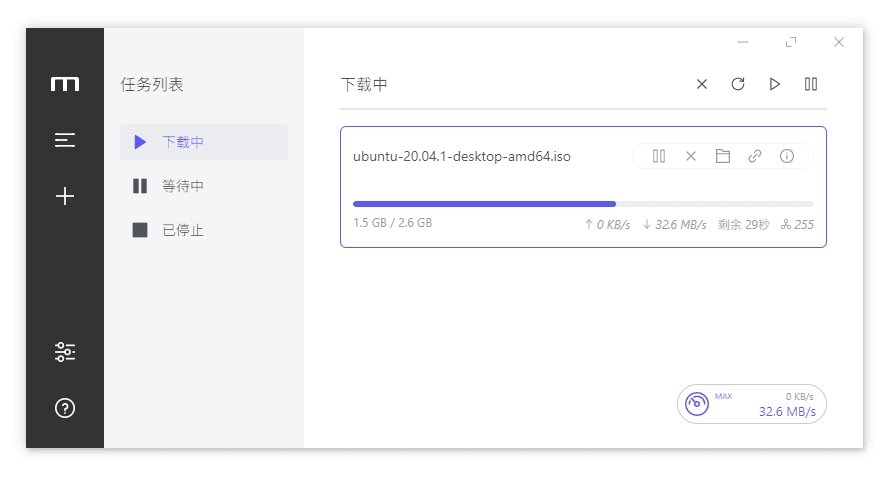 m
任务列表
下载中
等待中
已停止
下载中
ubuntu-20.04.1-desktop-amd64.iso
1.5 GB / 2.6 GB
↑ 0 KB/s ↓ 32.6 MB/s 剩余 29秒 255
MAX
0 KB/s
32.6 MB/s